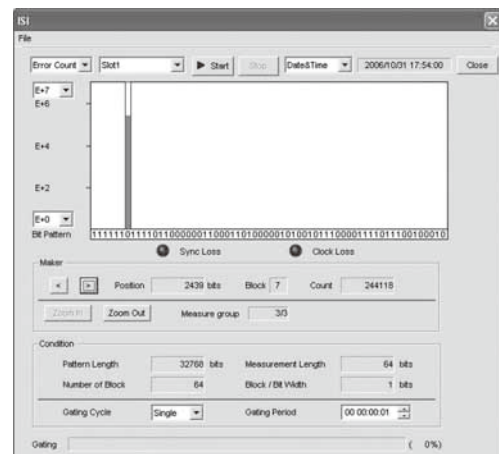 ISI
File
Error Count Slot1 Start Stop Date&Time 2006/10/31 17:54:00 Close
E+7
E+6
E+4
E+2
E+0
Bit Pattern 1111110111101100000011000110100000101001011100001111011100100010
Sync Loss Clock Loss
Maker
< > Position 2439 bits Block 7 Count 244118
Zoom In Zoom Out Measure group 3/3
Condition
Pattern Length 32768 bits Measurement Length 64 bits
Number of Block 64 Block / Bit Width 1 bits
Gating Cycle Single Gating Period 00 00:00:01
Gating ( 0%)